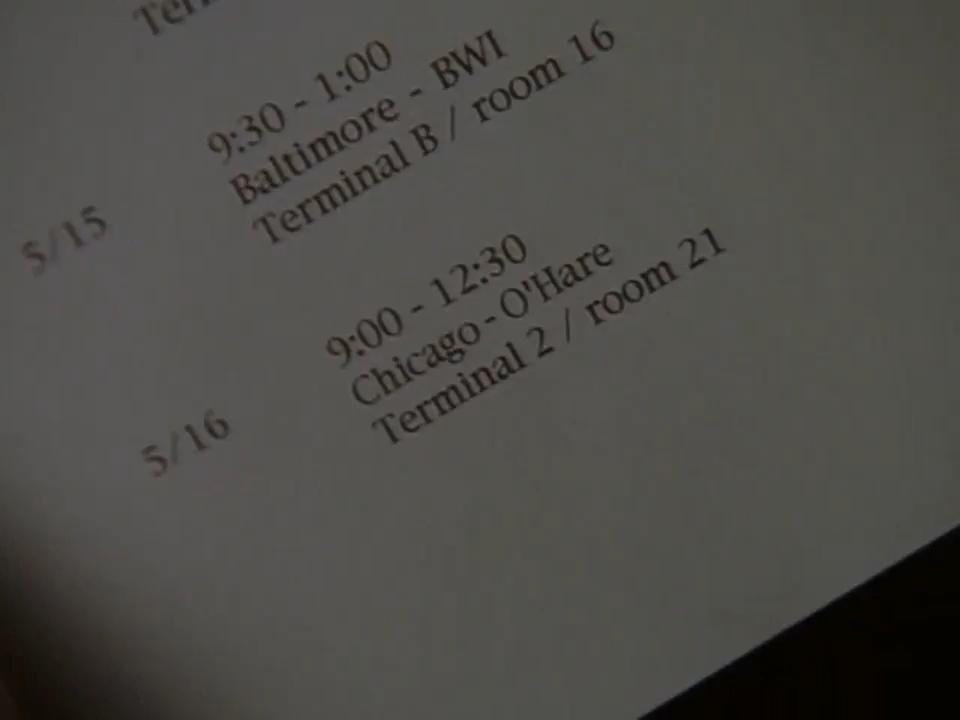 Ter
9:30 - 1:00
Baltimore - BWI
Terminal B / room 16
5/15
9:00 - 12:30
Chicago - O'Hare
Terminal 2 / room 21
5/16